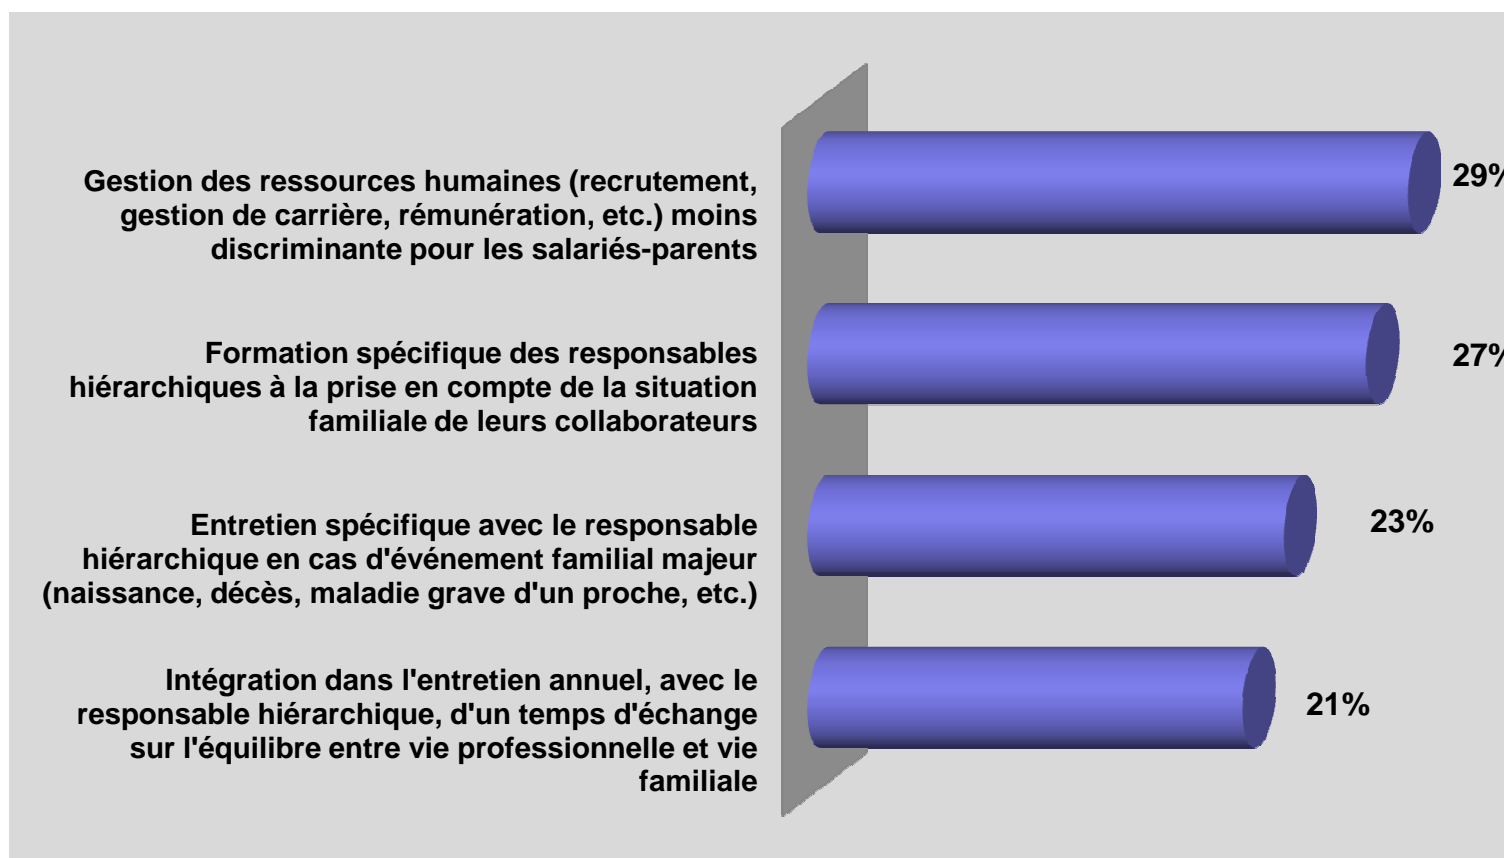 Gestion des ressources humaines (recrutement,
gestion de carrière, rémunération, etc.) moins
discriminante pour les salariés-parents
29%
Formation spécifique des responsables
hiérarchiques à la prise en compte de la situation
familiale de leurs collaborateurs
27%
Entretien spécifique avec le responsable
hiérarchique en cas d'événement familial majeur
(naissance, décès, maladie grave d'un proche, etc.)
23%
Intégration dans l'entretien annuel, avec le
responsable hiérarchique, d'un temps d'échange
sur l'équilibre entre vie professionnelle et vie
familiale
21%